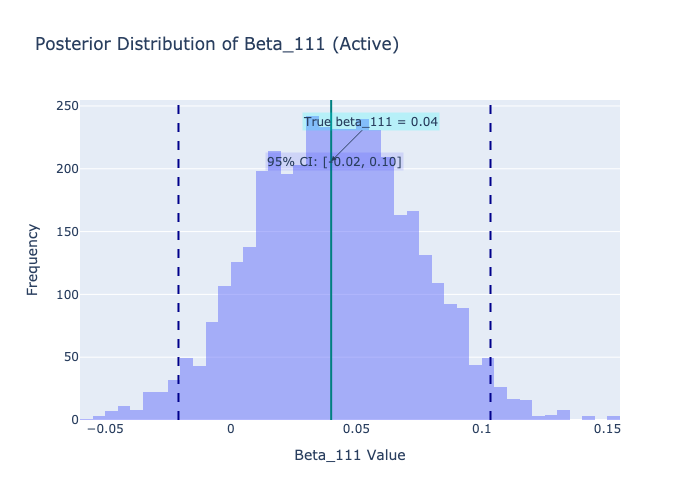 Posterior Distribution of Beta_111 (Active)
250
200
150
100
50
0
Frequency
True beta_111 = 0.04
95% CI: [-0.02, 0.10]
−0.05
0
0.05
0.1
0.15
Beta_111 Value